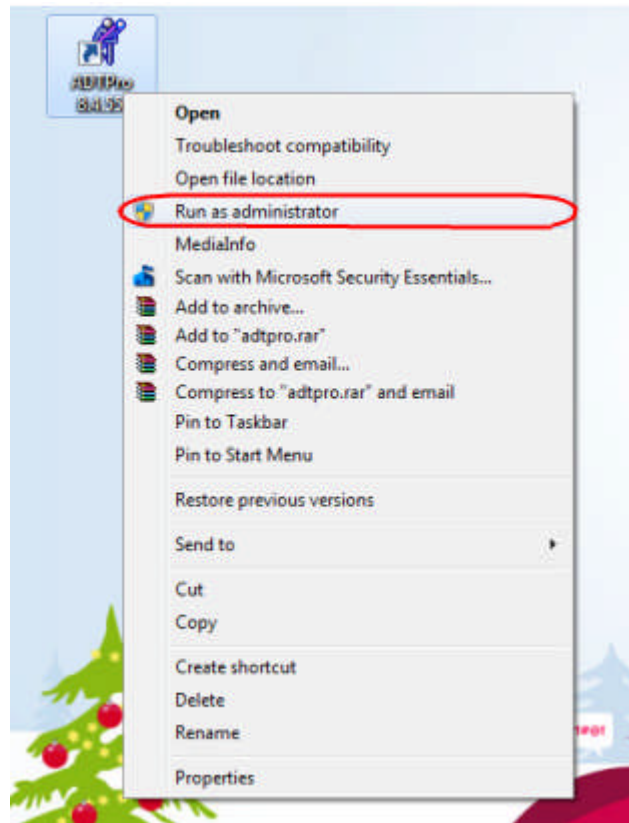 ADTPro
Open
Troubleshoot compatibility
Open file location
Run as administrator
MediaInfo
Scan with Microsoft Security Essentials...
Add to archive...
Add to "adtpro.rar"
Compress and email...
Compress to "adtpro.rar" and email
Pin to Taskbar
Pin to Start Menu
Restore previous versions
Send to
Cut
Copy
Create shortcut
Delete
Rename
Properties